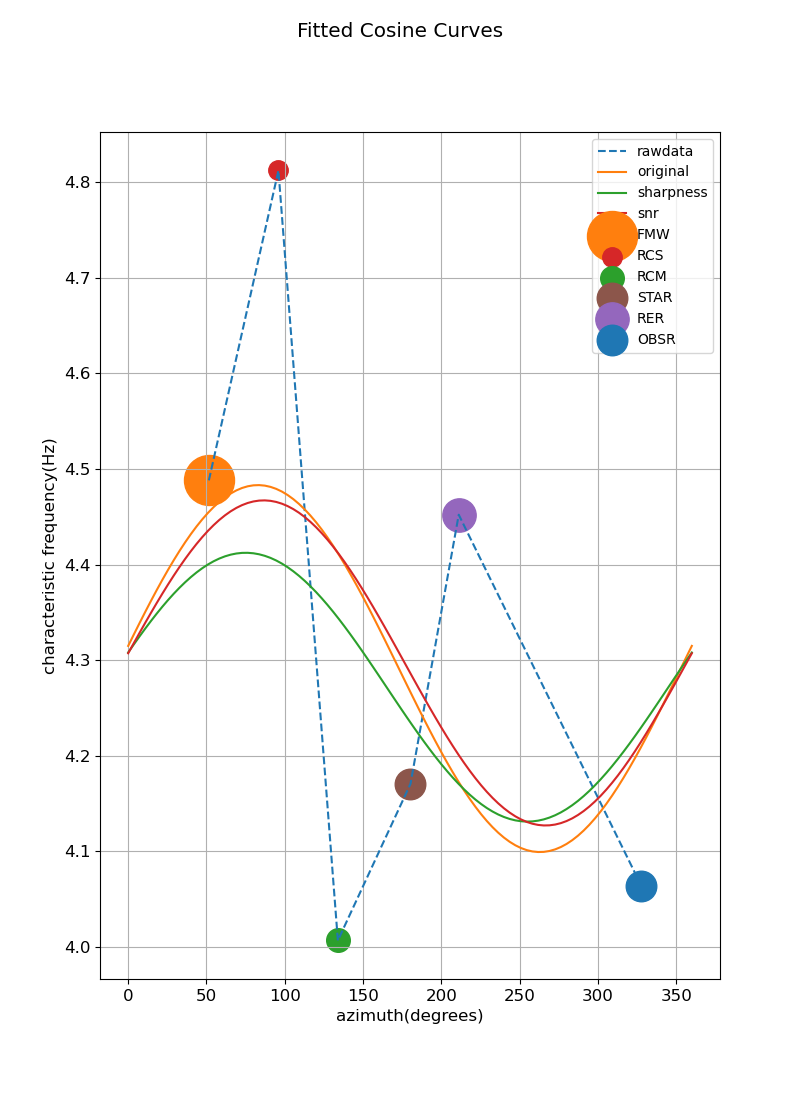 Fitted Cosine Curves
rawdata
original
sharpness
snr
FMW
RCS
RCM
STAR
RER
OBSR
4.8
4.7
4.6
4.5
4.4
4.3
4.2
4.1
4.0
characteristic frequency(Hz)
0 50 100 150 200 250 300 350
azimuth(degrees)